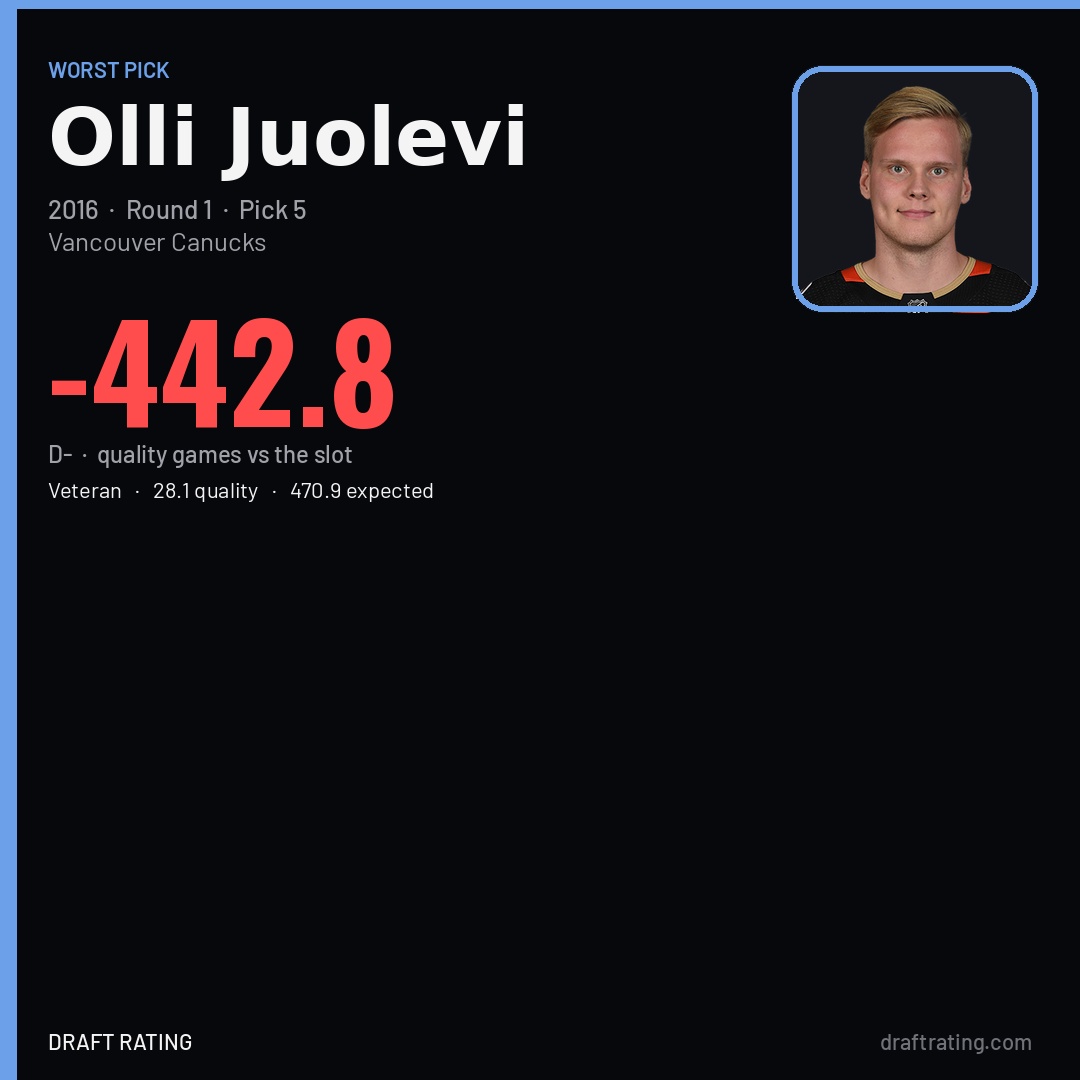 WORST PICK
Olli Juolevi
2016 · Round 1 · Pick 5
Vancouver Canucks
-442.8
D- · quality games vs the slot
Veteran · 28.1 quality · 470.9 expected
DRAFT RATING
draftrating.com